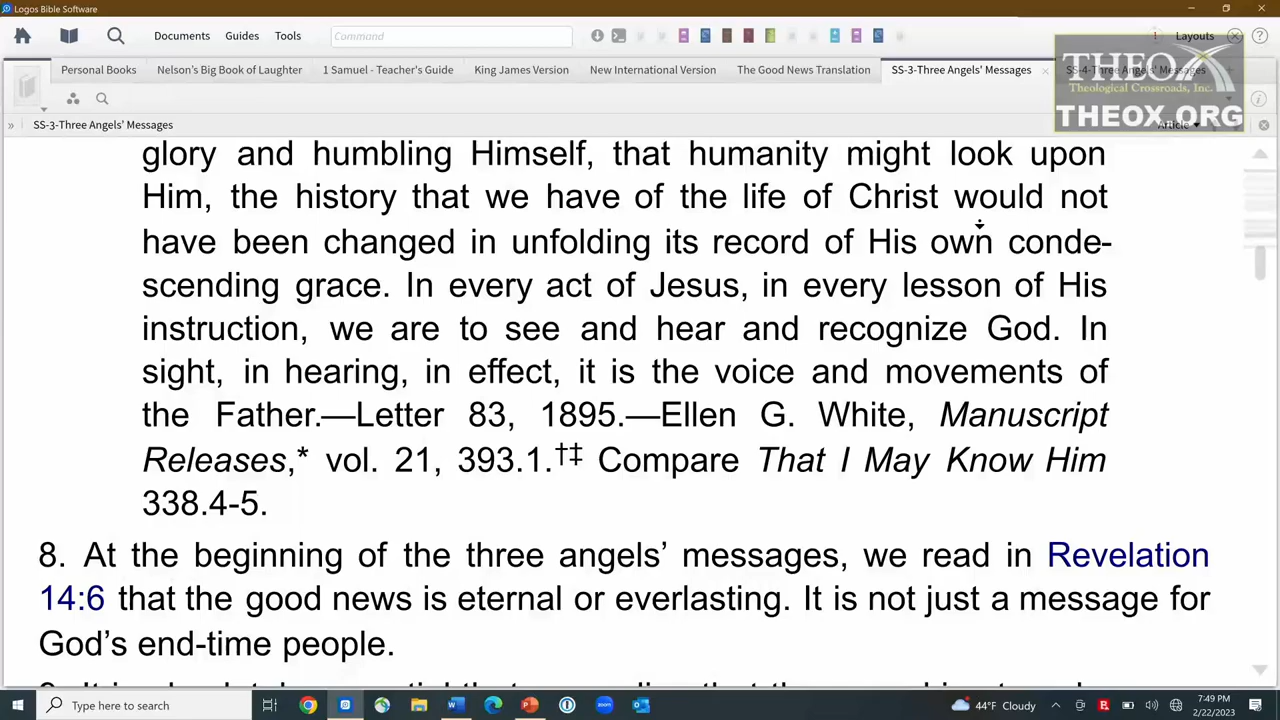 Logos Bible Software
Documents Guides Tools Command Layouts
Personal Books Nelson's Big Book of Laughter 1 Samuel King James Version New International Version The Good News Translation SS-3-Three Angels' Messages SS-4-Three Angels' Messages
THEOX
Theological Crossroads, Inc.
THEOX.ORG
SS-3-Three Angels' Messages Article
glory and humbling Himself, that humanity might look upon
Him, the history that we have of the life of Christ would not
have been changed in unfolding its record of His own conde-
scending grace. In every act of Jesus, in every lesson of His
instruction, we are to see and hear and recognize God. In
sight, in hearing, in effect, it is the voice and movements of
the Father.—Letter 83, 1895.—Ellen G. White, Manuscript
Releases,* vol. 21, 393.1.†‡ Compare That I May Know Him
338.4-5.
8. At the beginning of the three angels’ messages, we read in Revelation
14:6 that the good news is eternal or everlasting. It is not just a message for
God’s end-time people.
Type here to search 44°F Cloudy 7:49 PM
2/22/2023